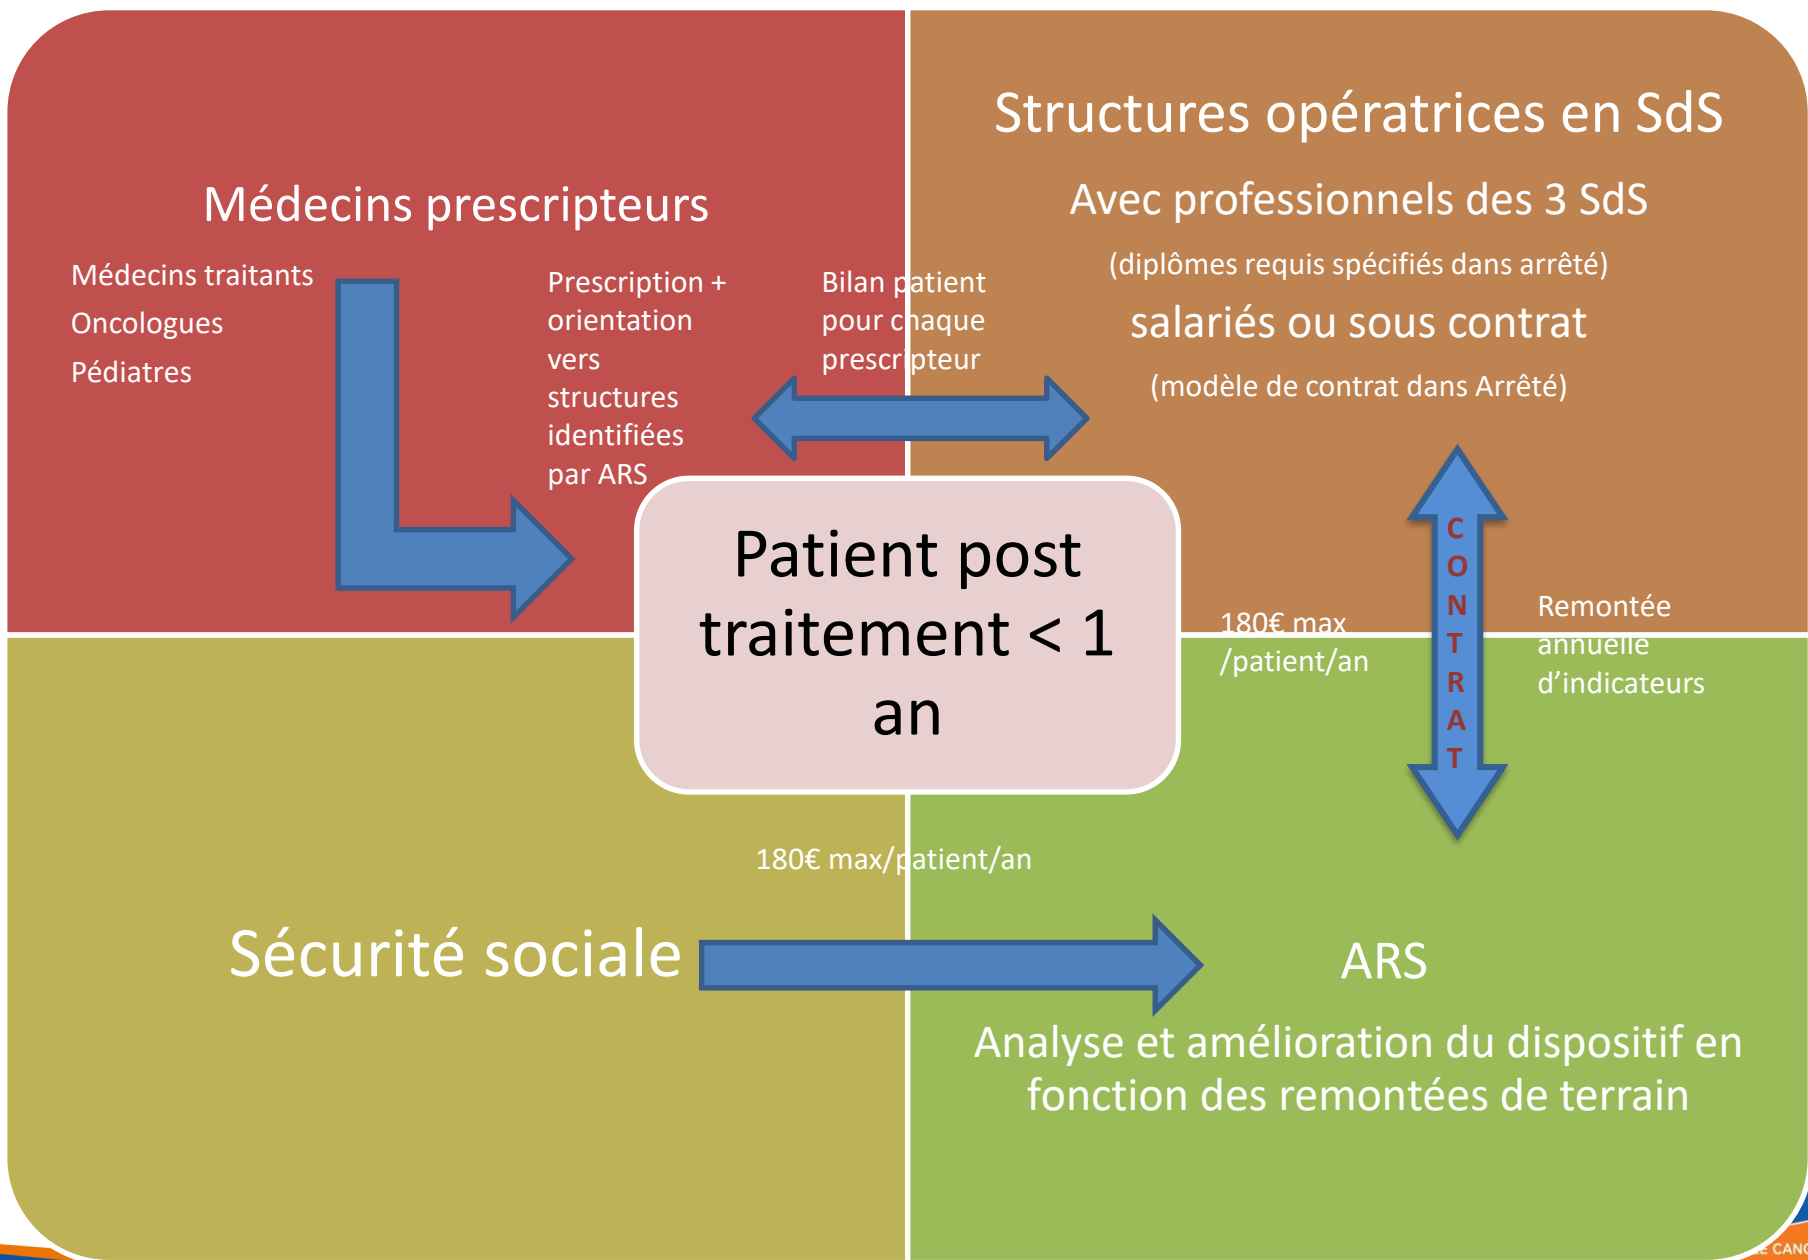 Médecins prescripteurs
Médecins traitants
Oncologues
Pédiatres
Prescription +
orientation
vers
structures
identifiées
par ARS
Bilan patient
pour chaque
prescripteur
Structures opératrices en SdS
Avec professionnels des 3 SdS
(diplômes requis spécifiés dans arrêté)
salariés ou sous contrat
(modèle de contrat dans Arrêté)
Patient post
traitement < 1
an
180€ max
/patient/an
C
O
N
T
R
A
T
Remontée
annuelle
d’indicateurs
180€ max/patient/an
Sécurité sociale
ARS
Analyse et amélioration du dispositif en
fonction des remontées de terrain